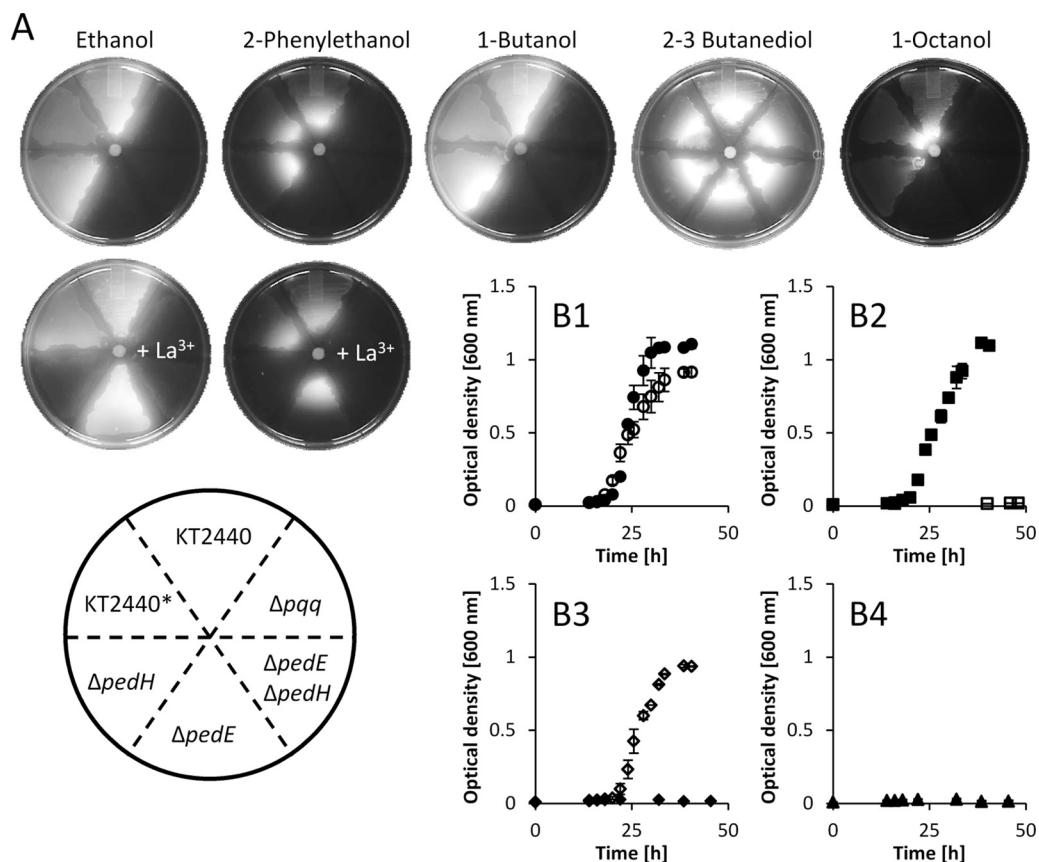 A
Ethanol
2-Phenylethanol
1-Butanol
2-3 Butanediol
1-Octanol
+ La³⁺
+ La³⁺
KT2440
KT2440*
Δpqq
ΔpedH
ΔpedE
ΔpedH
ΔpedE
B1
Optical density [600 nm]
1.5
1
0.5
0
0
25
50
Time [h]
B2
Optical density [600 nm]
1.5
1
0.5
0
0
25
50
Time [h]
B3
Optical density [600 nm]
1.5
1
0.5
0
0
25
50
Time [h]
B4
Optical density [600 nm]
1.5
1
0.5
0
0
25
50
Time [h]